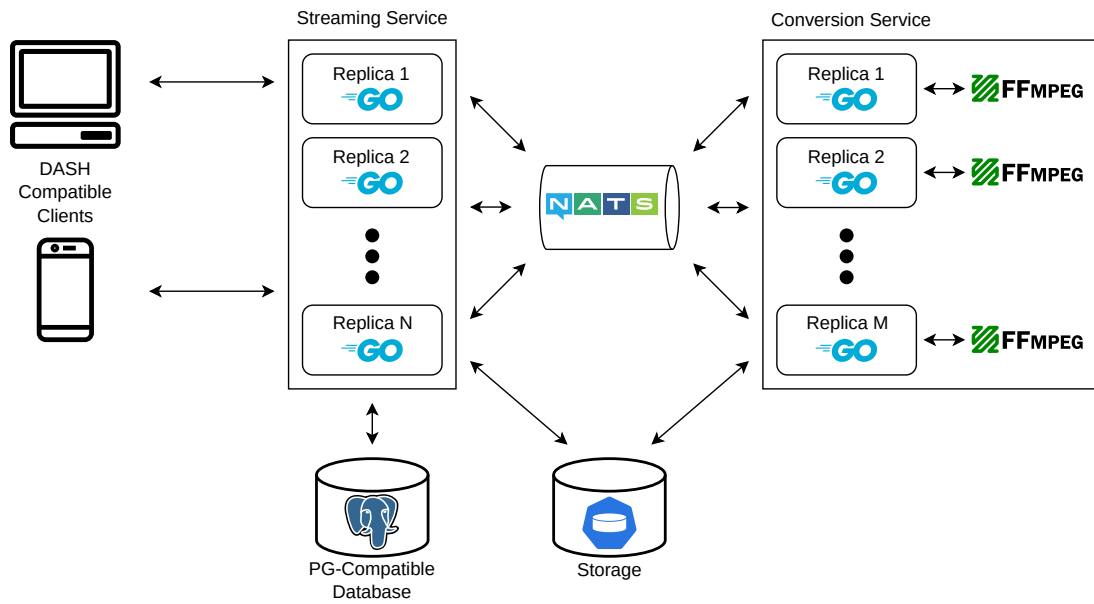 Streaming Service
Conversion Service
Replica 1
GO
Replica 2
GO
Replica N
GO
DASH
Compatible
Clients
NATS
Replica 1
GO
FFMPEG
Replica 2
GO
FFMPEG
Replica M
GO
FFMPEG
PG-Compatible
Database
Storage